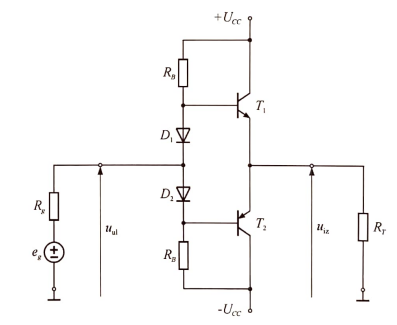 +U_CC
R_B
T_1
D_1
D_2
R_g
u_ul
T_2
u_iz
R_T
e_g
R_B
-U_CC